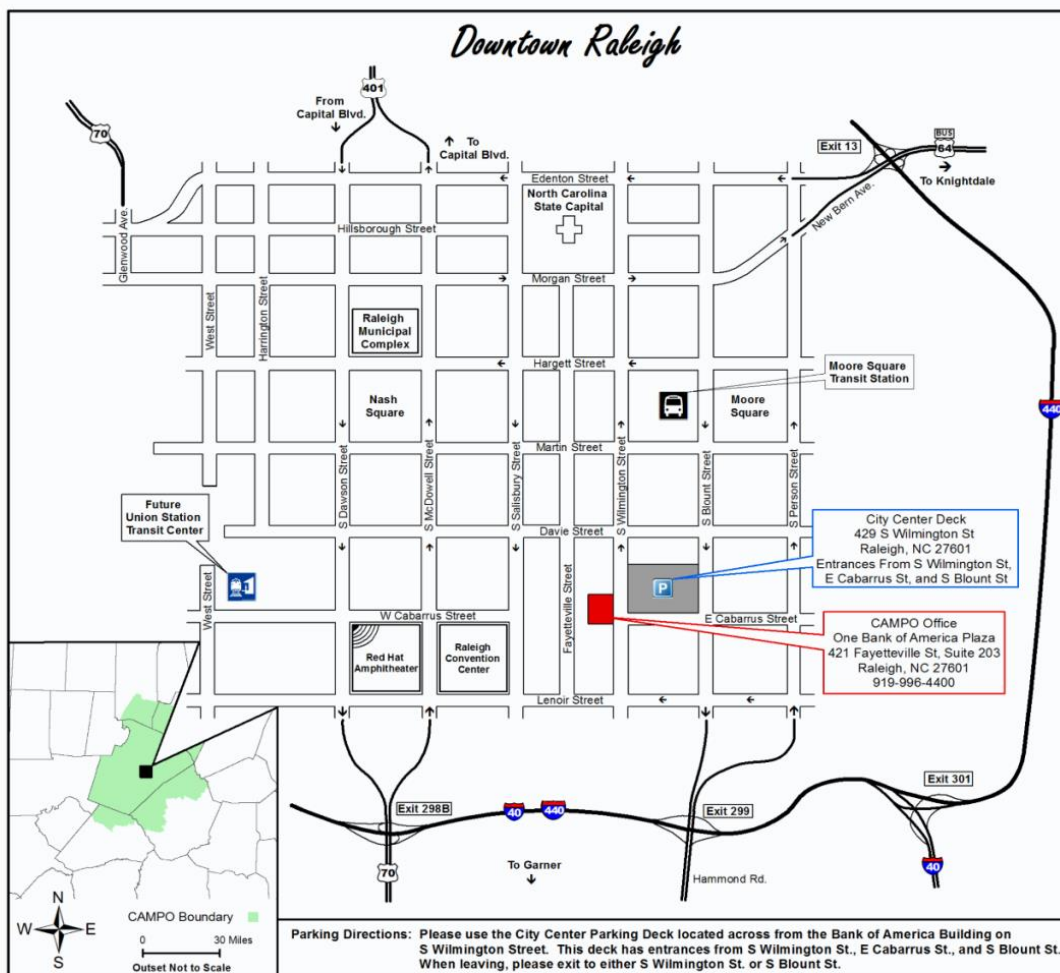 Downtown Raleigh
401
From
Capital Blvd.
To
Capital Blvd.
70
Exit 13
BUS
64
To Knightdale
Edenton Street
North Carolina
State Capital
New Bern Ave.
Hillsborough Street
Glenwood Ave.
Morgan Street
West Street
Harrington Street
Raleigh
Municipal
Complex
Hargett Street
Moore Square
Transit Station
440
Nash
Square
Moore
Square
Martin Street
S Dawson Street
S McDowell Street
S Salisbury Street
S Wilmington Street
S Blount Street
S Person Street
Future
Union Station
Transit Center
Davie Street
City Center Deck
429 S Wilmington St
Raleigh, NC 27601
Entrances From S Wilmington St,
E Cabarrus St, and S Blount St
P
West Street
Fayetteville Street
W Cabarrus Street
E Cabarrus Street
CAMPO Office
One Bank of America Plaza
421 Fayetteville St, Suite 203
Raleigh, NC 27601
919-996-4400
Red Hat
Amphitheater
Raleigh
Convention
Center
Lenoir Street
Exit 298B
40
440
Exit 299
Exit 301
70
To Garner
Hammond Rd.
40
N
W
E
S
CAMPO Boundary
0
30 Miles
Outset Not to Scale
Parking Directions: Please use the City Center Parking Deck located across from the Bank of America Building on
S Wilmington Street. This deck has entrances from S Wilmington St., E Cabarrus St., and S Blount St.
When leaving, please exit to either S Wilmington St. or S Blount St.